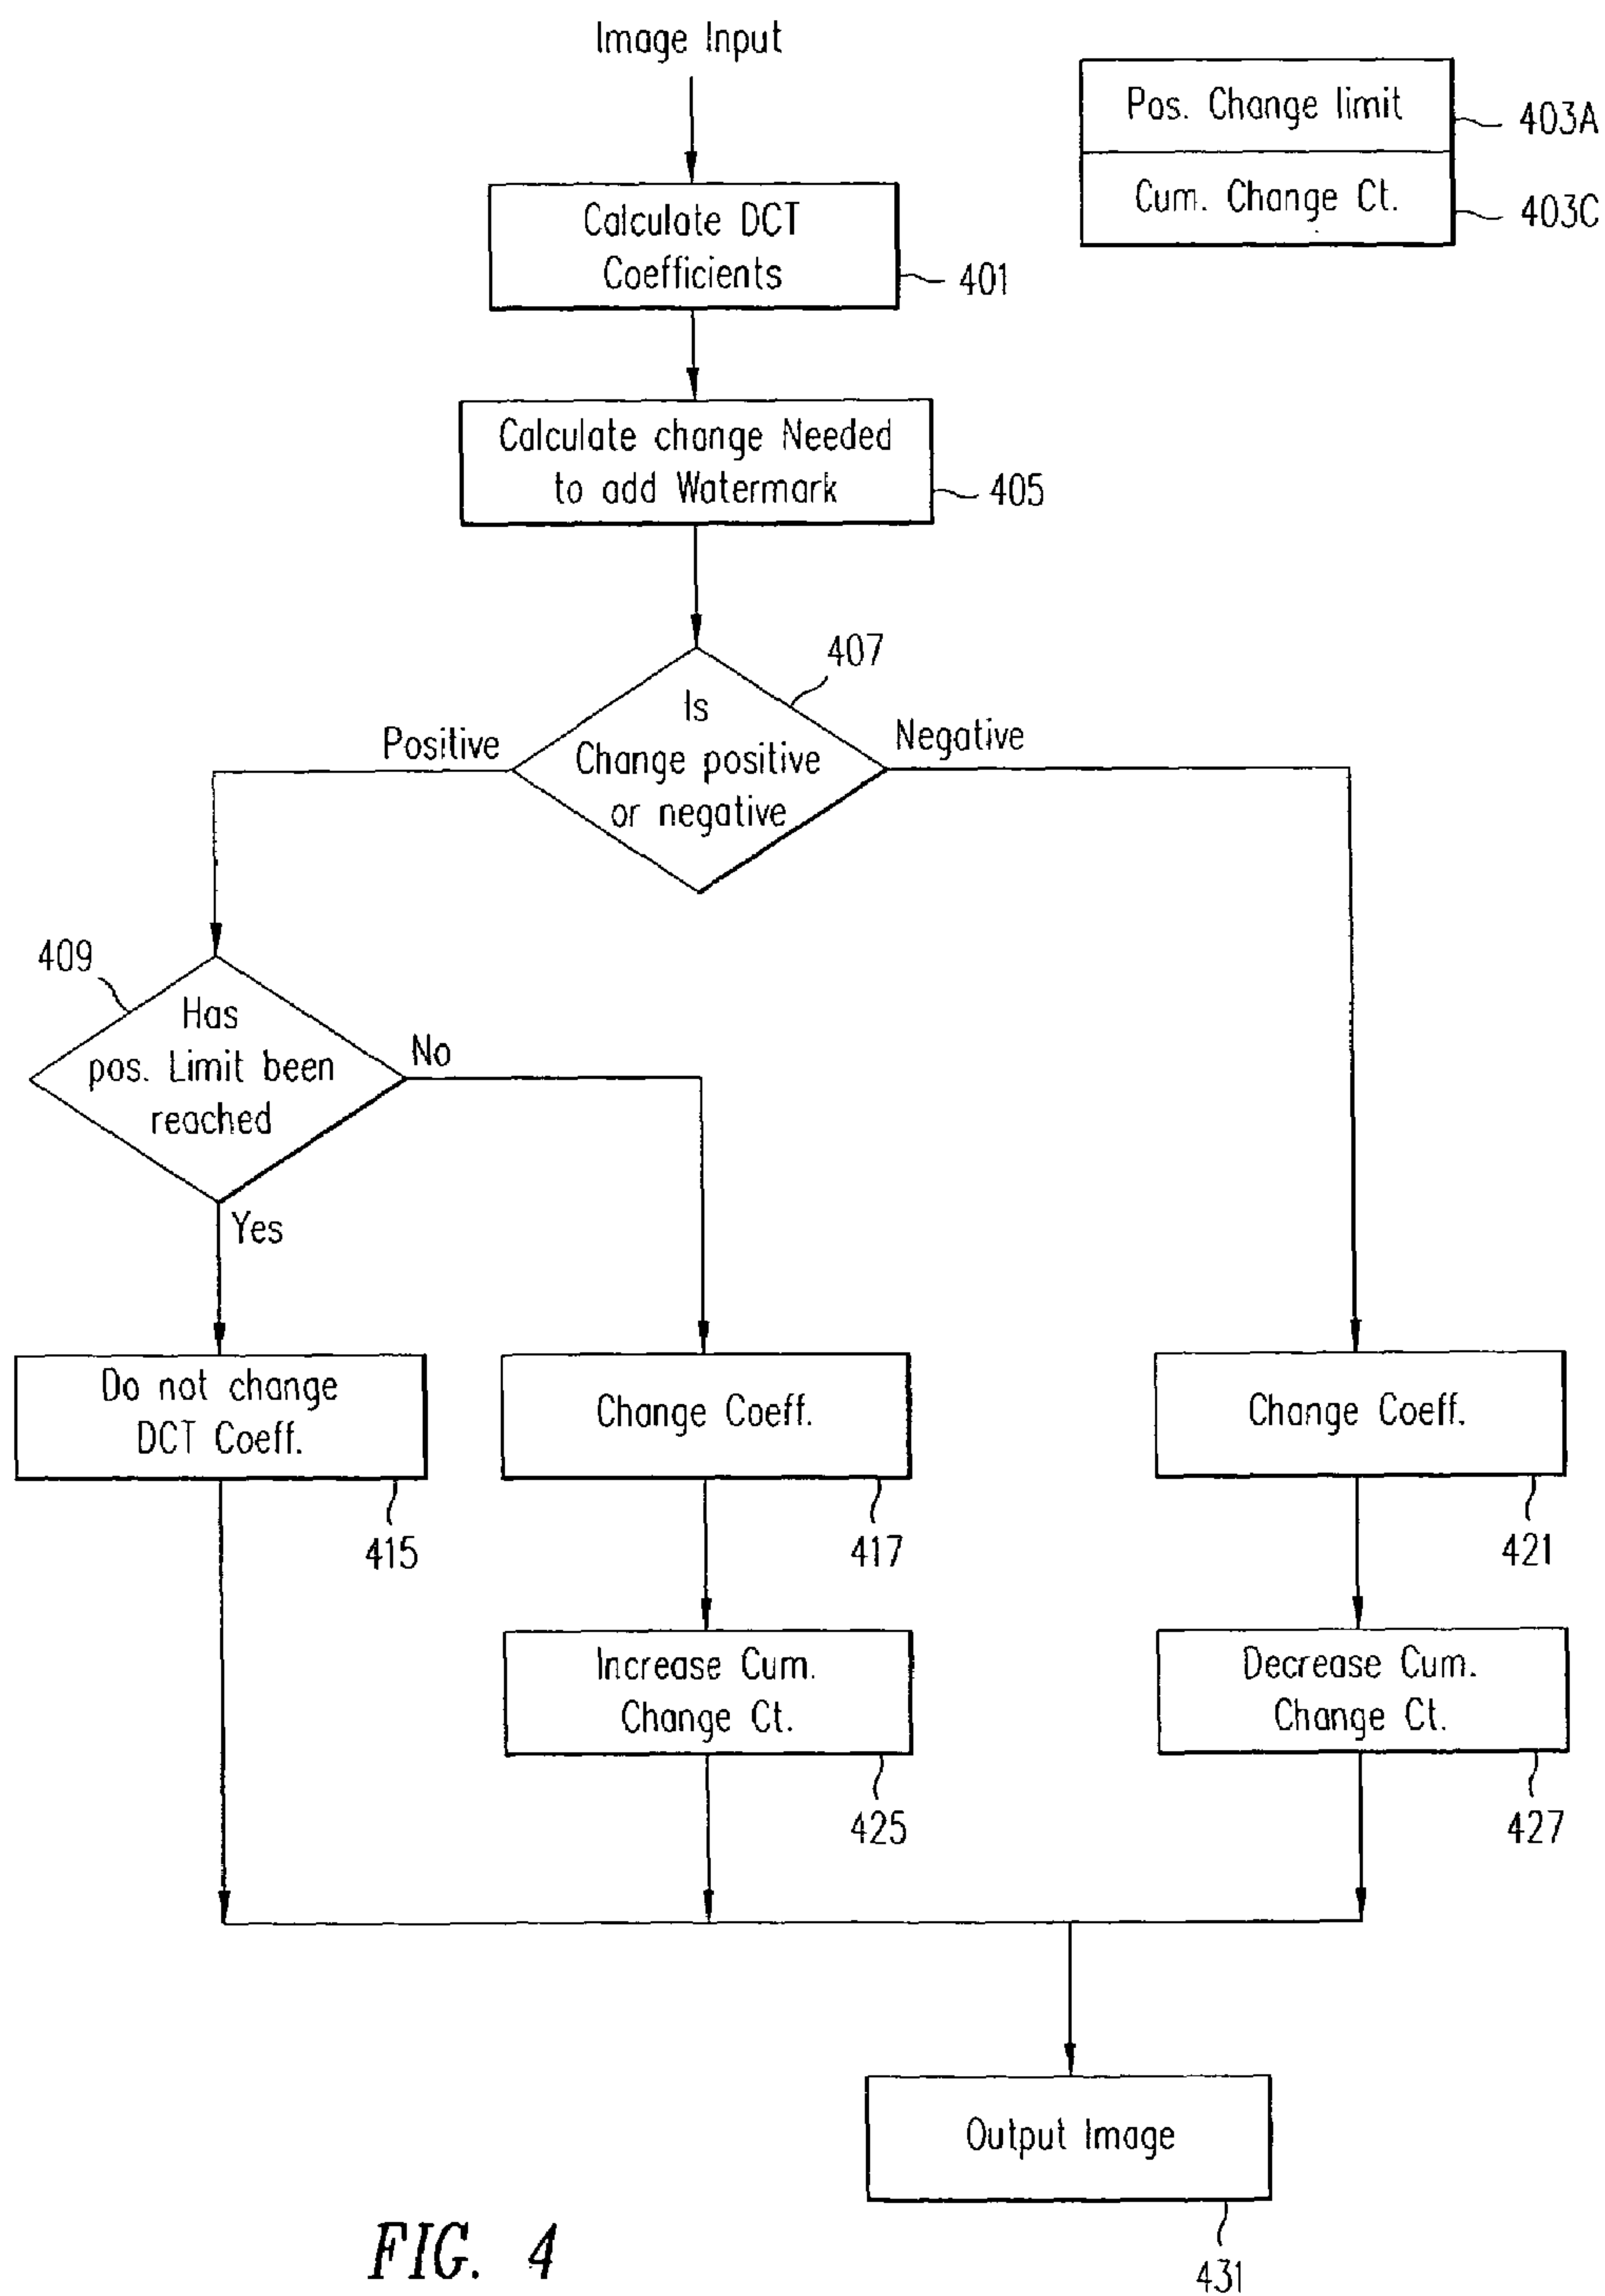 Image Input
Pos. Change limit
403A
Cum. Change Ct.
403C
Calculate DCT
Coefficients
401
Calculate change Needed
to add Watermark
405
407
Is
Change positive
or negative
Positive
Negative
409
Has
pos. Limit been
reached
No
Yes
Do not change
DCT Coeff.
415
Change Coeff.
417
Change Coeff.
421
Increase Cum.
Change Ct.
425
Decrease Cum.
Change Ct.
427
Output Image
431
FIG. 4